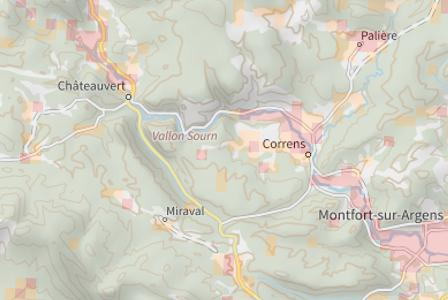 Palière
Châteauvert
Vallon Sourn
Correns
Miraval
Montfort-sur-Argens